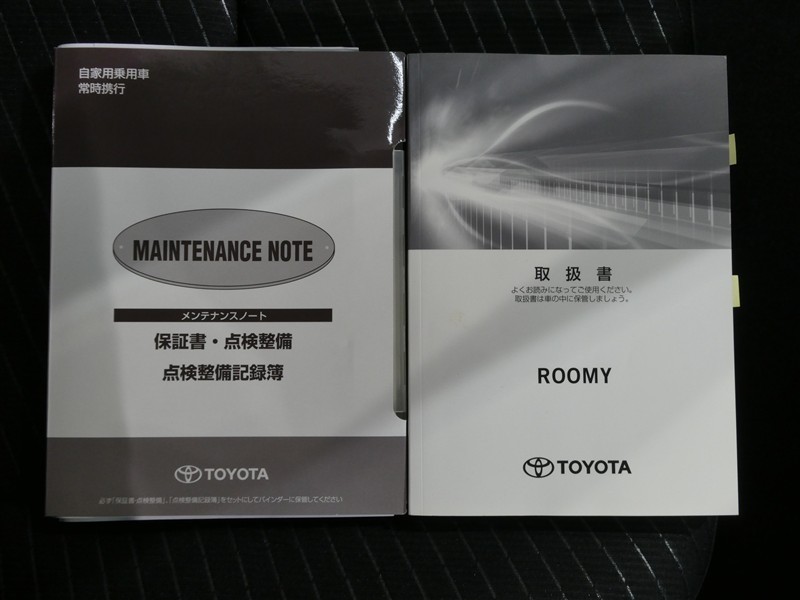 自家用乗用車
常時携行
MAINTENANCE NOTE
メンテナンスノート
保証書・点検整備
点検整備記録簿
TOYOTA
必ず「保証書・点検整備」、「点検整備記録簿」をセットにしてバインダーに保管してください
取扱書
よくお読みになってご使用ください。
取扱書は車の中に保管しましょう。
ROOMY
TOYOTA